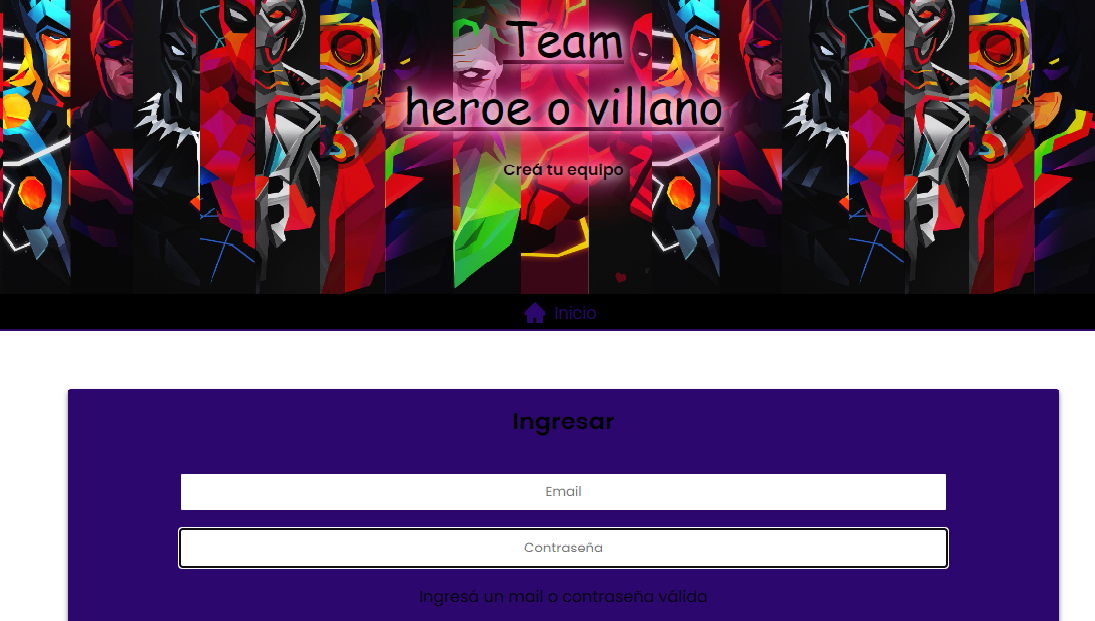 Team
heroe o villano
Creá tu equipo
Inicio
Ingresar
Email
Contraseña
Ingresá un mail o contraseña válida